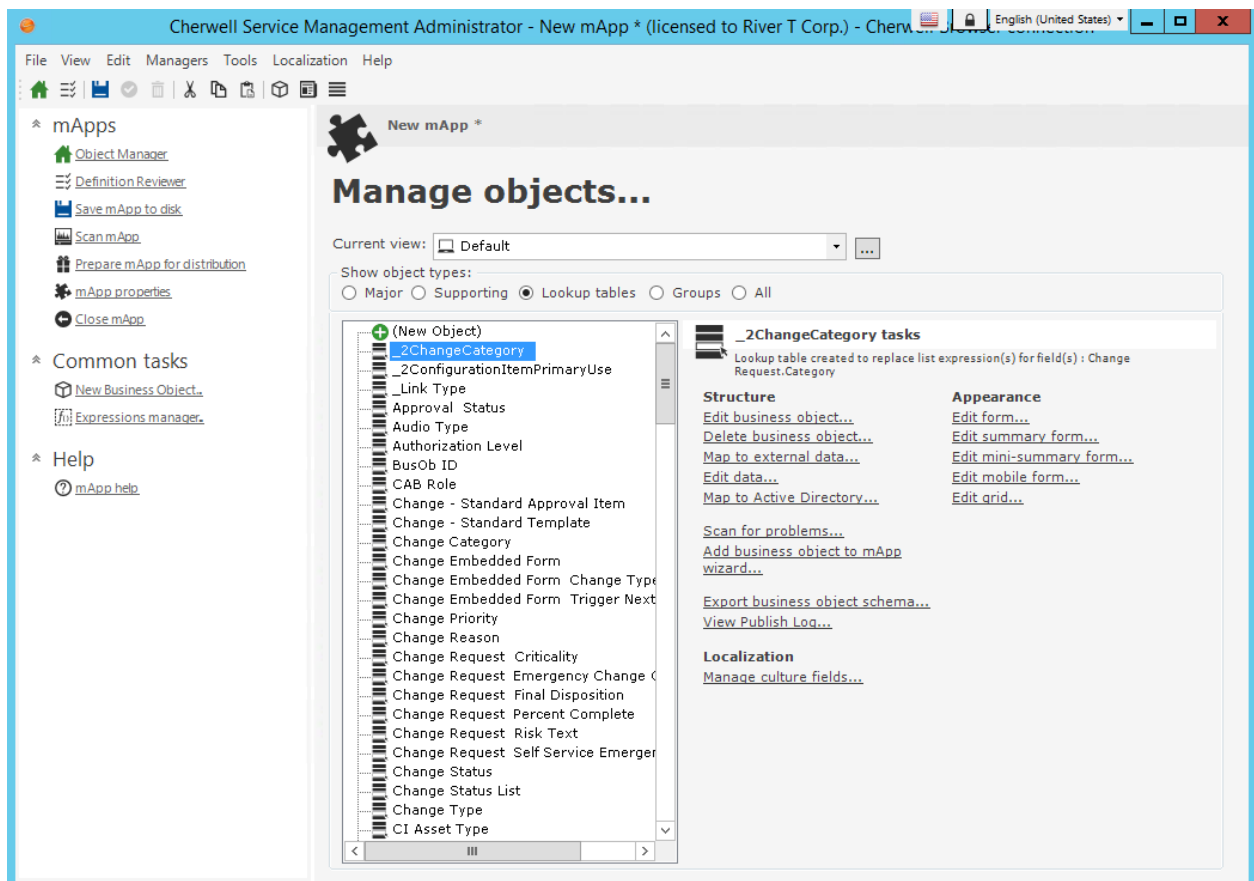 Cherwell Service Management Administrator - New mApp * (licensed to River T Corp.) - Cherwell Browser connection
English (United States)
File View Edit Managers Tools Localization Help
mApps
Object Manager
Definition Reviewer
Save mApp to disk
Scan mApp
Prepare mApp for distribution
mApp properties
Close mApp
Common tasks
New Business Object...
Expressions manager...
Help
mApp help
New mApp *
Manage objects...
Current view: Default ...
Show object types:
Major Supporting Lookup tables Groups All
(New Object)
_2ChangeCategory
_2ConfigurationItemPrimaryUse
_Link Type
Approval Status
Audio Type
Authorization Level
BusOb ID
CAB Role
Change - Standard Approval Item
Change - Standard Template
Change Category
Change Embedded Form
Change Embedded Form Change Type
Change Embedded Form Trigger Next
Change Priority
Change Reason
Change Request Criticality
Change Request Emergency Change
Change Request Final Disposition
Change Request Percent Complete
Change Request Risk Text
Change Request Self Service Emerger
Change Status
Change Status List
Change Type
CI Asset Type
_2ChangeCategory tasks
Lookup table created to replace list expression(s) for field(s) : Change
Request.Category
Structure
Edit business object...
Delete business object...
Map to external data...
Edit data...
Map to Active Directory...
Scan for problems...
Add business object to mApp
wizard...
Export business object schema...
View Publish Log...
Localization
Manage culture fields...
Appearance
Edit form...
Edit summary form...
Edit mini-summary form...
Edit mobile form...
Edit grid...